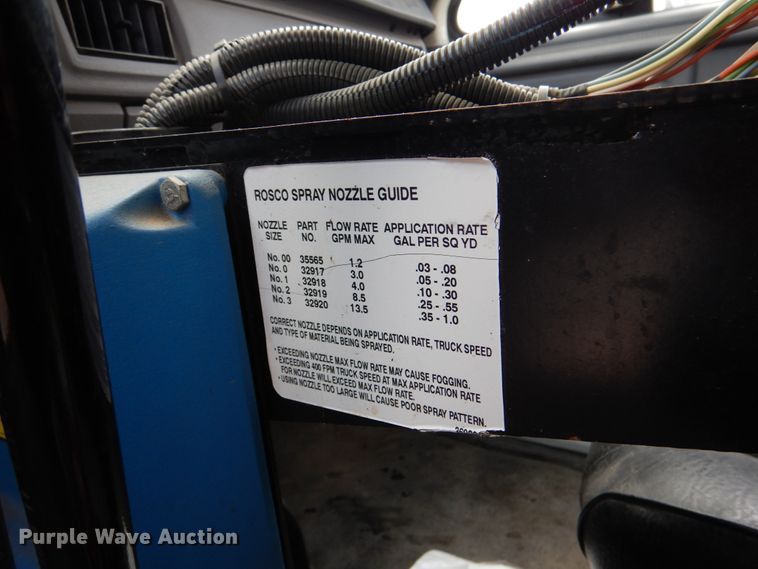 ROSCO SPRAY NOZZLE GUIDE
NOZZLE PART FLOW RATE APPLICATION RATE
SIZE NO. GPM MAX GAL PER SQ YD
No. 00 35565 1.2 .03 - .08
No. 0 32917 3.0 .05 - .20
No. 1 32918 4.0 .10 - .30
No. 2 32919 8.5 .25 - .55
No. 3 32920 13.5 .35 - 1.0
CORRECT NOZZLE DEPENDS ON APPLICATION RATE, TRUCK SPEED
AND TYPE OF MATERIAL BEING SPRAYED.
• EXCEEDING NOZZLE MAX FLOW RATE MAY CAUSE FOGGING.
• EXCEEDING 400 FPM TRUCK SPEED AT MAX APPLICATION RATE
FOR NOZZLE WILL EXCEED MAX FLOW RATE.
• USING NOZZLE TOO LARGE WILL CAUSE POOR SPRAY PATTERN.
Purple Wave Auction